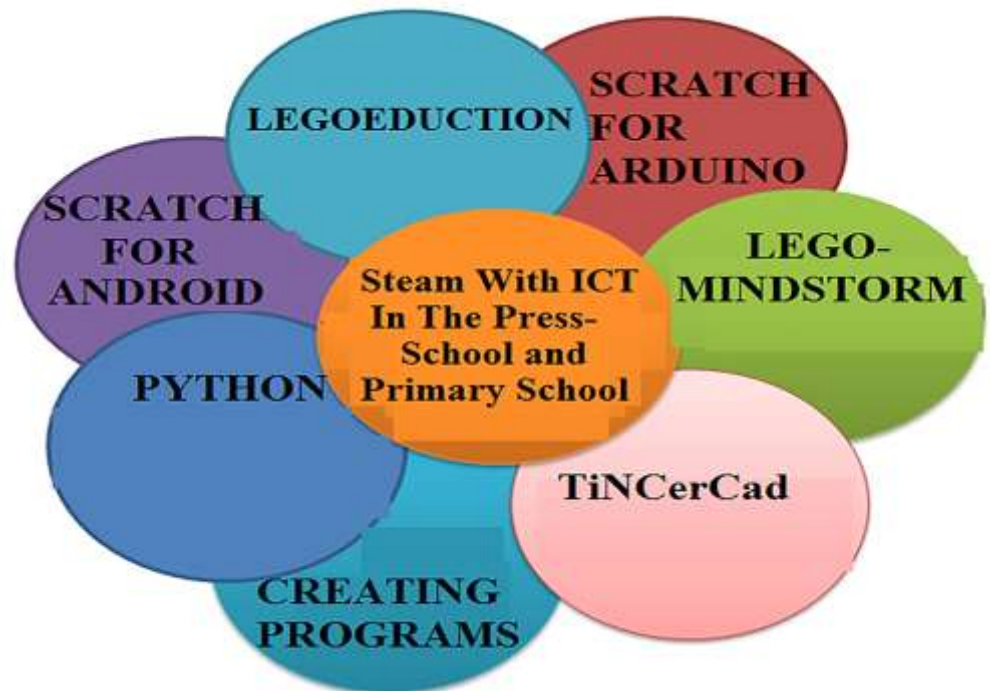 LEGOEDUCTION
SCRATCH
FOR
ARDUINO
SCRATCH
FOR
ANDROID
LEGO-
MINDSTORM
Steam With ICT
In The Press-
School and
Primary School
PYTHON
TiNCerCad
CREATING
PROGRAMS